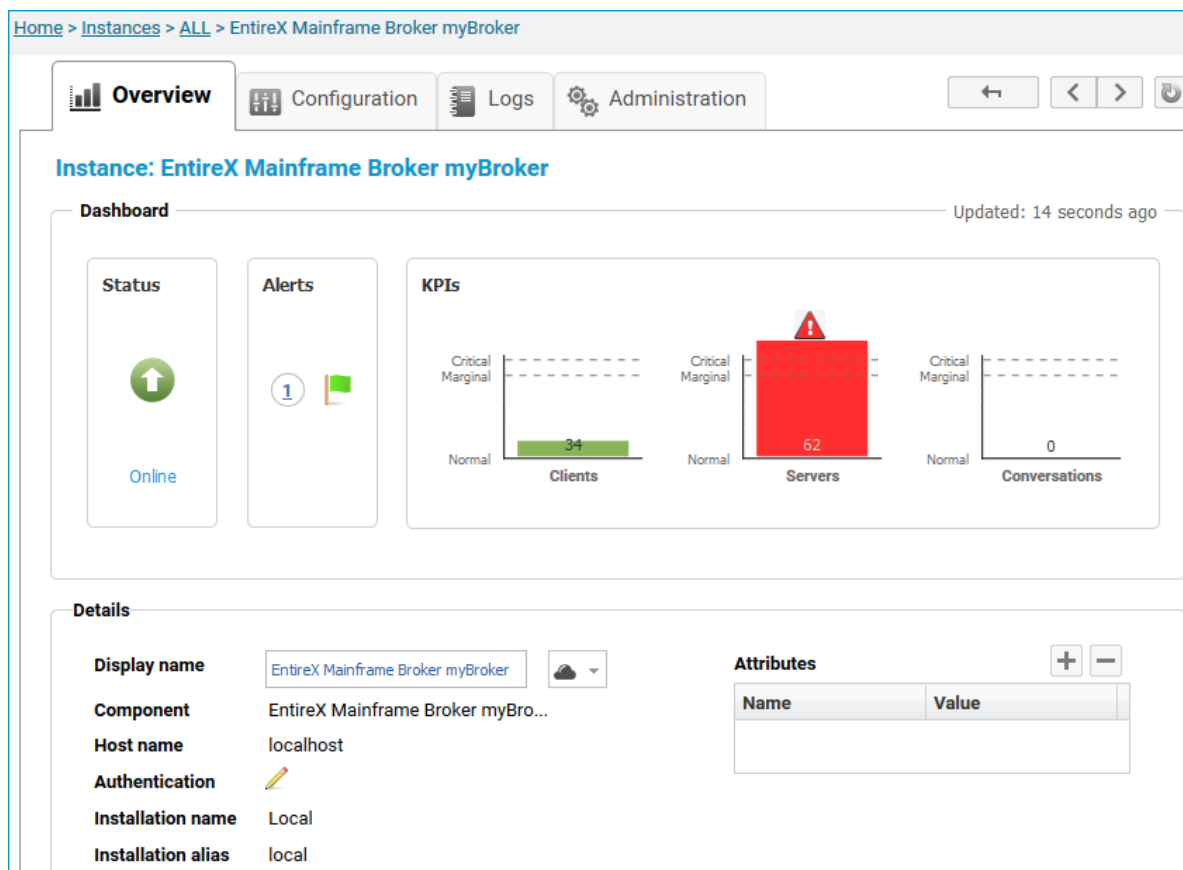 Home > Instances > ALL > EntireX Mainframe Broker myBroker
Overview
Configuration
Logs
Administration
Instance: EntireX Mainframe Broker myBroker
Dashboard
Updated: 14 seconds ago
Status
Online
Alerts
1
KPIs
Critical
Marginal
Normal
34
Clients
Critical
Marginal
Normal
62
Servers
Critical
Marginal
Normal
0
Conversations
Details
Display name EntireX Mainframe Broker myBroker
Component EntireX Mainframe Broker myBro...
Host name localhost
Authentication
Installation name Local
Installation alias local
Attributes
Name Value